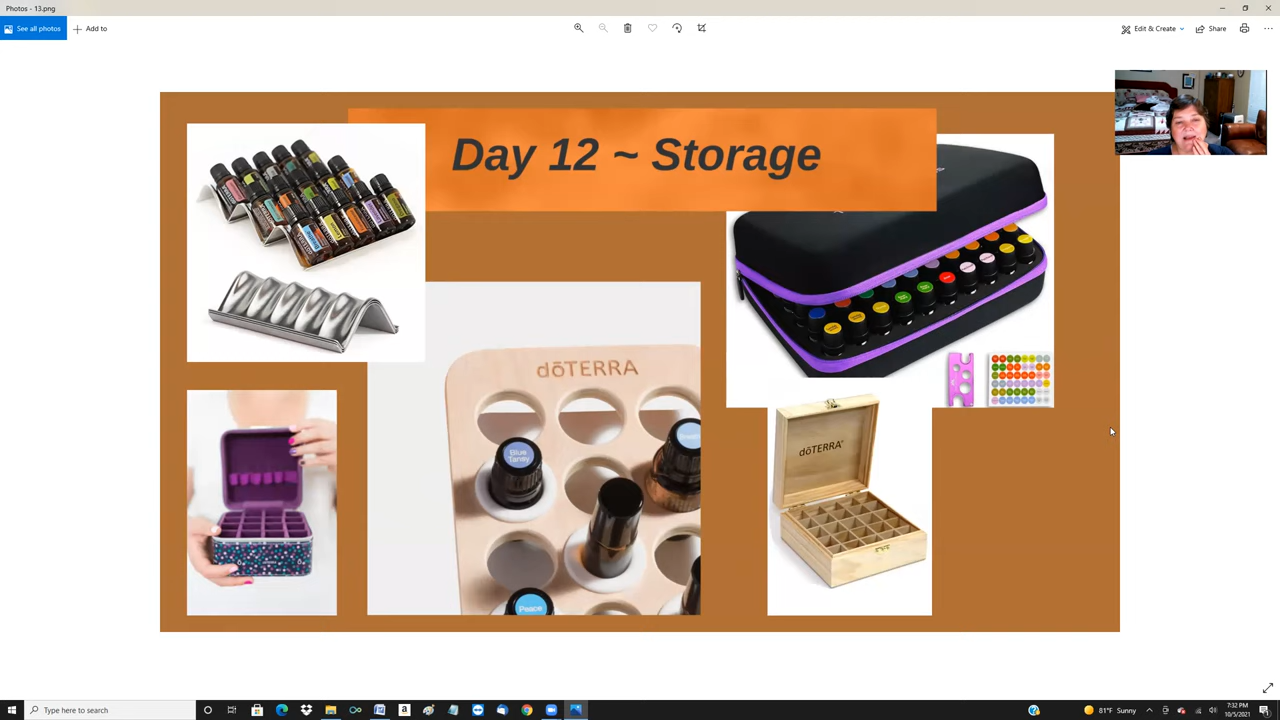 Photos - 13.png
See all photos
Add to
Edit & Create
Share
Day 12 ~ Storage
dōTERRA
Blue
Tansy
Peace
dōTERRA
Type here to search
81°F Sunny
7:32 PM
10/5/2021